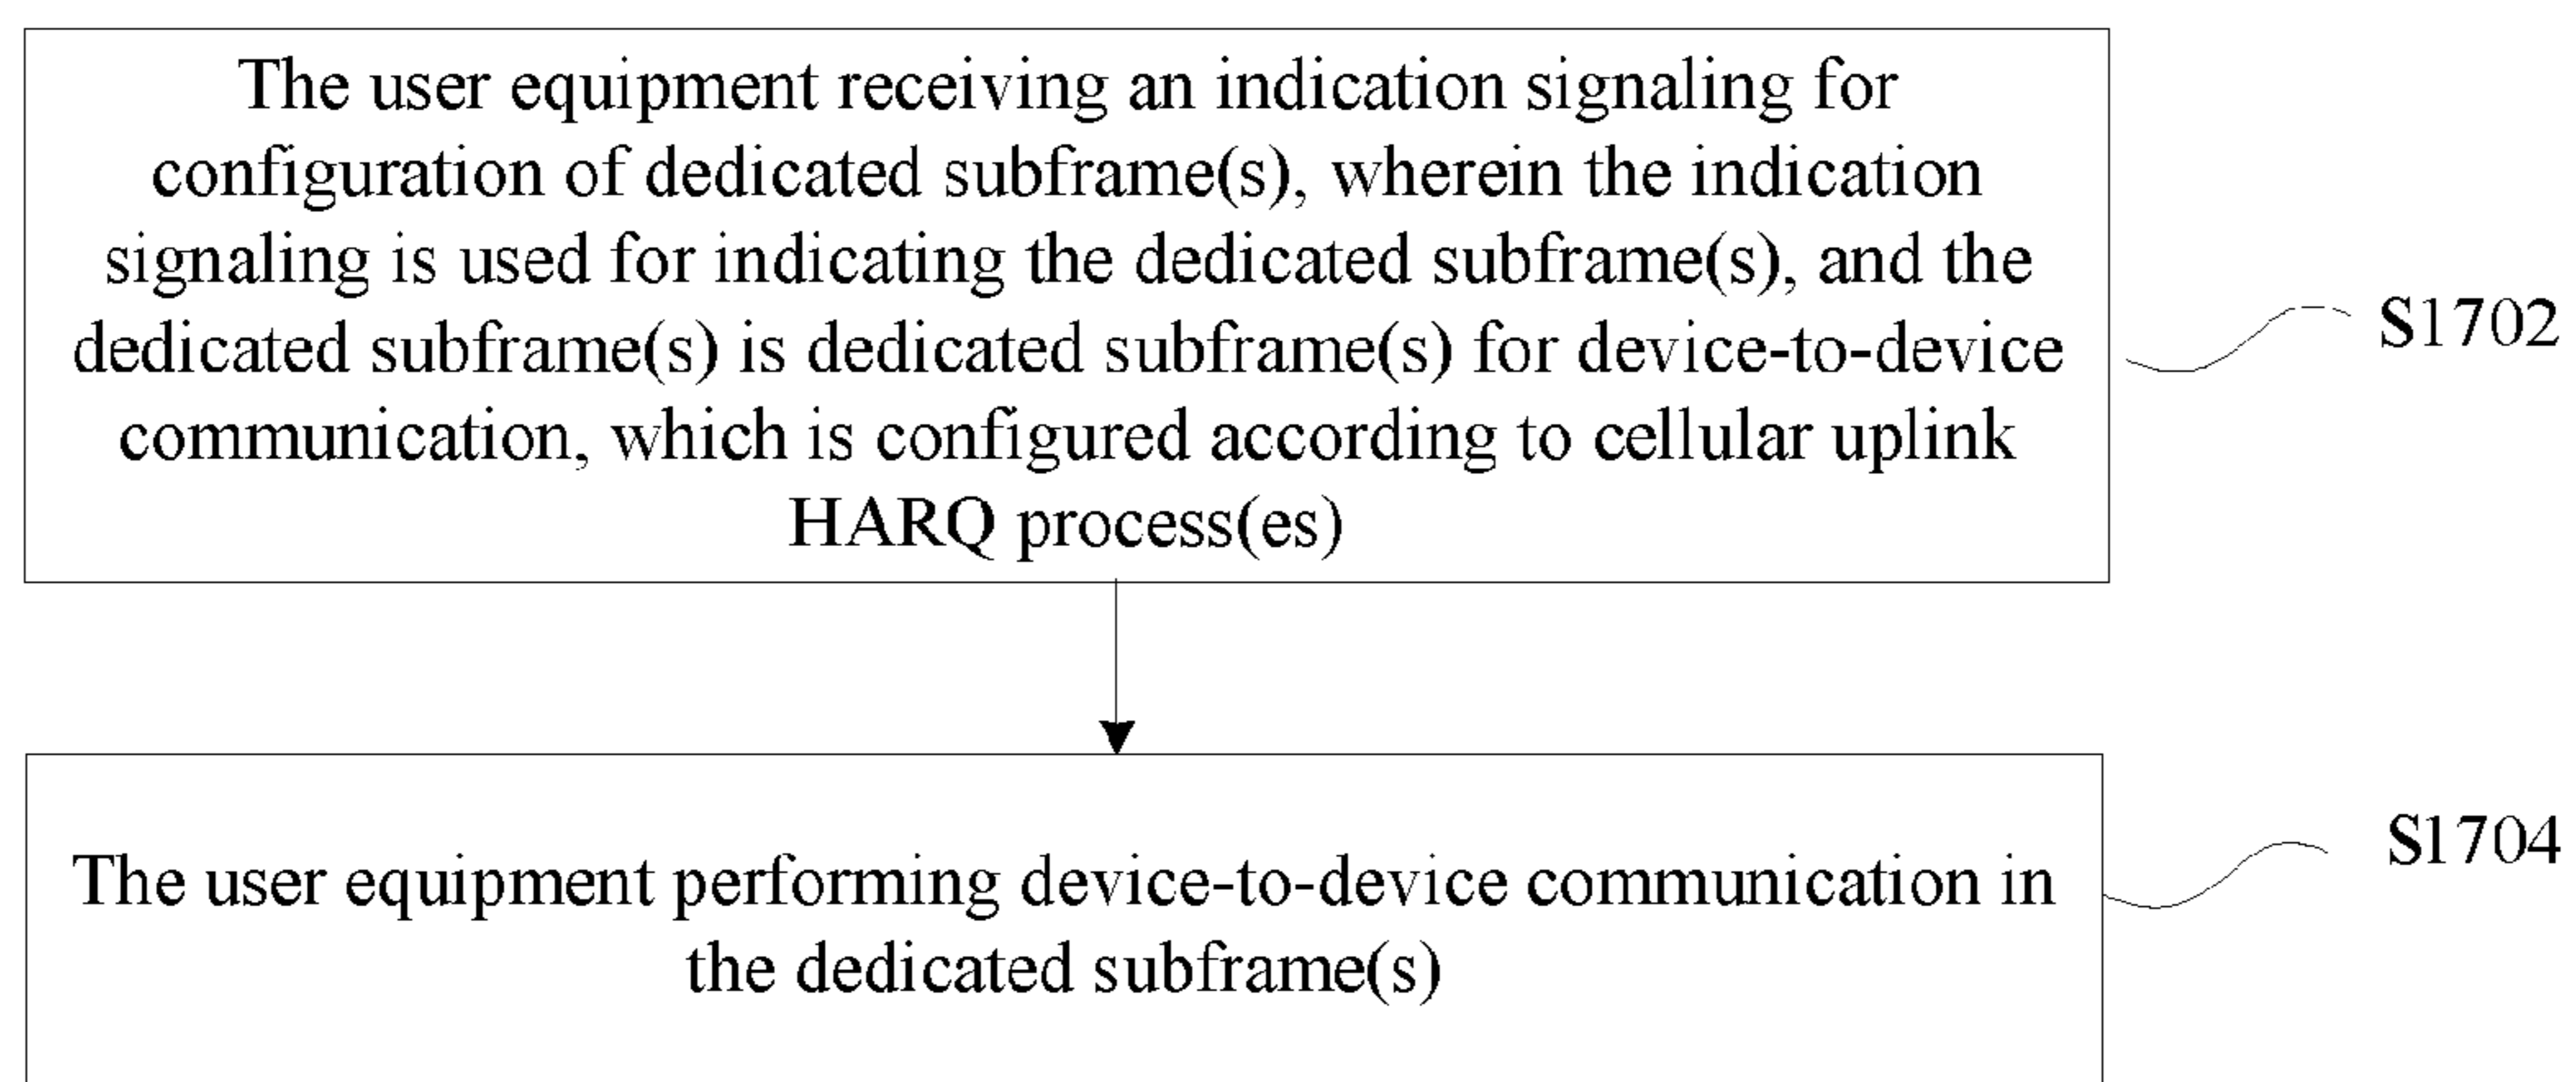 The user equipment receiving an indication signaling for
configuration of dedicated subframe(s), wherein the indication
signaling is used for indicating the dedicated subframe(s), and the
dedicated subframe(s) is dedicated subframe(s) for device-to-device
communication, which is configured according to cellular uplink
HARQ process(es)
S1702
The user equipment performing device-to-device communication in
the dedicated subframe(s)
S1704